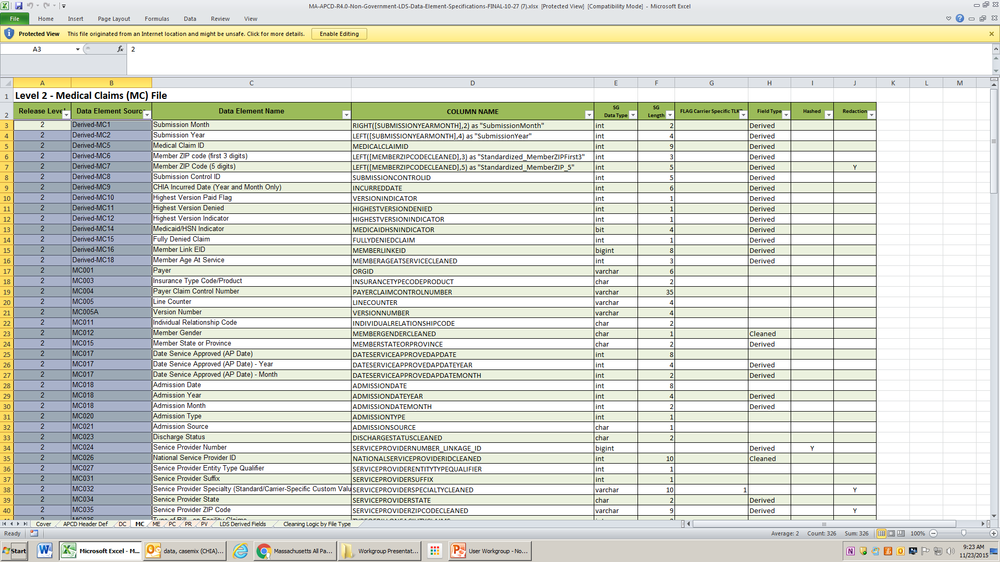 MA-APCD-R4.0-Non-Government-LDS-Data-Element-Specifications-FINAL-10-27 (7).xlsx [Protected View] [Compatibility Mode] - Microsoft Excel
File Home Insert Page Layout Formulas Data Review View
Protected View This file originated from an Internet location and might be unsafe. Click for more details. Enable Editing
A3 fx 2
A B C D E F G H I J K L M
1 Level 2 - Medical Claims (MC) File
2 Release Level Data Element Source Data Element Name COLUMN NAME SG Data Type SG Length FLAG Carrier Specific TLKP Field Type Hashed Redaction
3 2 Derived-MC1 Submission Month RIGHT([SUBMISSIONYEARMONTH],2) as "SubmissionMonth" int 2 Derived
4 2 Derived-MC2 Submission Year LEFT([SUBMISSIONYEARMONTH],4) as "SubmissionYear" int 4 Derived
5 2 Derived-MC5 Medical Claim ID MEDICALCLAIMID int 9 Derived
6 2 Derived-MC6 Member ZIP code (first 3 digits) LEFT([MEMBERZIPCODECLEANED],3) as "Standardized_MemberZIPFirst3" int 3 Derived
7 2 Derived-MC7 Member ZIP Code (5 digits) LEFT([MEMBERZIPCODECLEANED],5) as "Standardized_MemberZIP_5" int 5 Derived Y
8 2 Derived-MC8 Submission Control ID SUBMISSIONCONTROLID int 5 Derived
9 2 Derived-MC9 CHIA Incurred Date (Year and Month Only) INCURREDDATE int 6 Derived
10 2 Derived-MC10 Highest Version Paid Flag VERSIONINDICATOR int 1 Derived
11 2 Derived-MC11 Highest Version Denied HIGHESTVERSIONDENIED int 1 Derived
12 2 Derived-MC12 Highest Version Indicator HIGHESTVERSIONINDICATOR int 1 Derived
13 2 Derived-MC14 Medicaid/HSN Indicator MEDICAIDHSNINDICATOR bit 4 Derived
14 2 Derived-MC15 Fully Denied Claim FULLYDENIEDCLAIM int 1 Derived
15 2 Derived-MC16 Member Link EID MEMBERLINKEID bigint 8 Derived
16 2 Derived-MC18 Member Age At Service MEMBERAGEATSERVICECLEANED int 3 Derived
17 2 MC001 Payer ORGID varchar 6
18 2 MC003 Insurance Type Code/Product INSURANCETYPECODEPRODUCT char 2
19 2 MC004 Payer Claim Control Number PAYERCLAIMCONTROLNUMBER varchar 35
20 2 MC005 Line Counter LINECOUNTER varchar 4
21 2 MC005A Version Number VERSIONNUMBER varchar 4
22 2 MC011 Individual Relationship Code INDIVIDUALRELATIONSHIPCODE char 2
23 2 MC012 Member Gender MEMBERGENDERCLEANED char 1 Cleaned
24 2 MC015 Member State or Province MEMBERSTATEORPROVINCE char 2 Derived
25 2 MC017 Date Service Approved (AP Date) DATESERVICEAPPROVEDAPDATE int 8
26 2 MC017 Date Service Approved (AP Date) - Year DATESERVICEAPPROVEDAPDATEYEAR int 4 Derived
27 2 MC017 Date Service Approved (AP Date) - Month DATESERVICEAPPROVEDAPDATEMONTH int 2 Derived
28 2 MC018 Admission Date ADMISSIONDATE int 8
29 2 MC018 Admission Year ADMISSIONDATEYEAR int 4 Derived
30 2 MC018 Admission Month ADMISSIONDATEMONTH int 2 Derived
31 2 MC020 Admission Type ADMISSIONTYPE int 1
32 2 MC021 Admission Source ADMISSIONSOURCE char 1
33 2 MC023 Discharge Status DISCHARGESTATUSCLEANED char 2
34 2 MC024 Service Provider Number SERVICEPROVIDERNUMBER_LINKAGE_ID bigint Derived Y
35 2 MC026 National Service Provider ID NATIONALSERVICEPROVIDERIDCLEANED int 10 Cleaned
36 2 MC027 Service Provider Entity Type Qualifier SERVICEPROVIDERENTITYTYPEQUALIFIER int 1
37 2 MC031 Service Provider Suffix SERVICEPROVIDERSUFFIX int 1
38 2 MC032 Service Provider Specialty (Standard/Carrier-Specific Custom Valu SERVICEPROVIDERSPECIALTYCLEANED varchar 10 1 Y
39 2 MC034 Service Provider State SERVICEPROVIDERSTATE char 2 Derived
40 2 MC035 Service Provider ZIP Code SERVICEPROVIDERZIPCODECLEANED varchar 9 Derived Y
Cover APCD Header Def DC MC ME PC PR PV LDS Derived Fields Cleaning Logic by File Type
Ready Average: 2 Count: 326 Sum: 326 100%
Start Microsoft Excel - M... data, casemix (CHIA)... Massachusetts All Pa... Workgroup Presentat... User Workgroup - No... 9:23 AM
11/23/2015